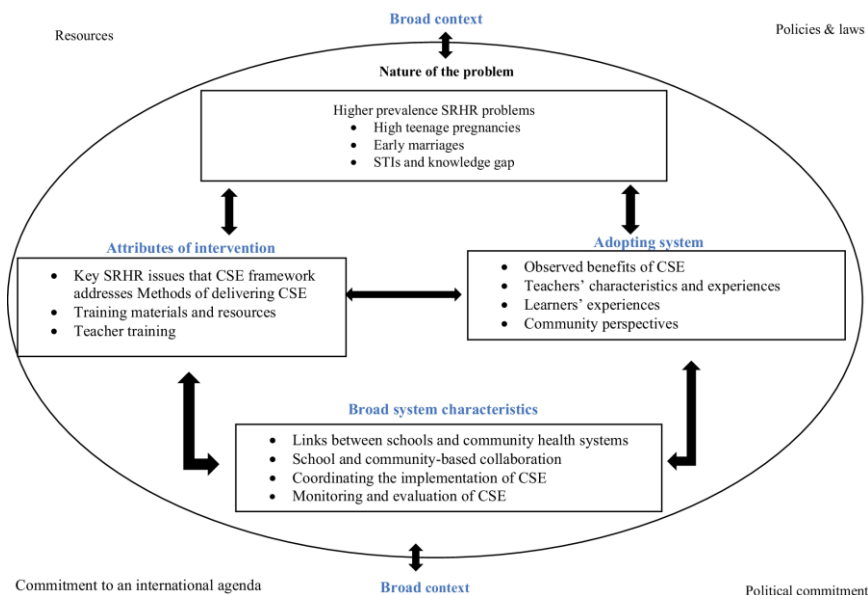 Broad context
Resources
Policies & laws
Nature of the problem
Higher prevalence SRHR problems
• High teenage pregnancies
• Early marriages
• STIs and knowledge gap
Attributes of intervention
• Key SRHR issues that CSE framework
addresses Methods of delivering CSE
• Training materials and resources
• Teacher training
Adopting system
• Observed benefits of CSE
• Teachers’ characteristics and experiences
• Learners’ experiences
• Community perspectives
Broad system characteristics
• Links between schools and community health systems
• School and community-based collaboration
• Coordinating the implementation of CSE
• Monitoring and evaluation of CSE
Commitment to an international agenda
Broad context
Political commitment